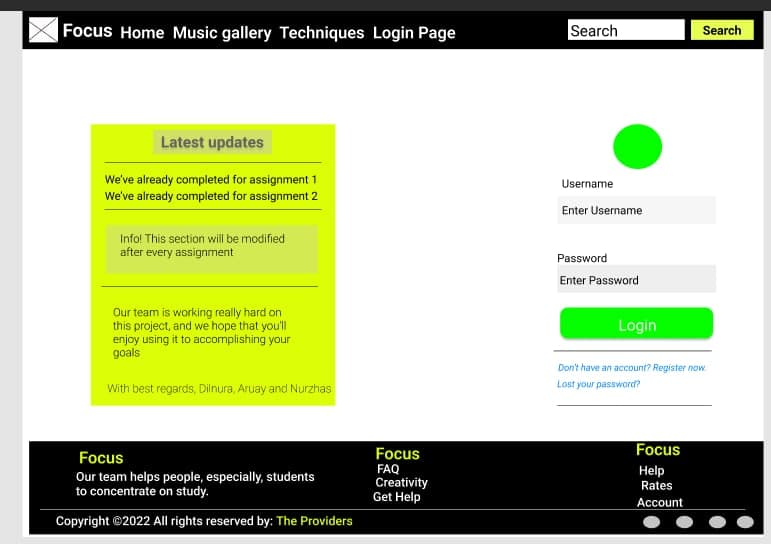 Focus Home Music gallery Techniques Login Page Search Search
Latest updates
We've already completed for assignment 1
We've already completed for assignment 2
Info! This section will be modified
after every assignment
Our team is working really hard on
this project, and we hope that you'll
enjoy using it to accomplishing your
goals
With best regards, Dilnura, Aruay and Nurzhas
Username
Enter Username
Password
Enter Password
Login
Don't have an account? Register now.
Lost your password?
Focus
Our team helps people, especially, students
to concentrate on study.
Focus
FAQ
Creativity
Get Help
Focus
Help
Rates
Account
Copyright ©2022 All rights reserved by: The Providers